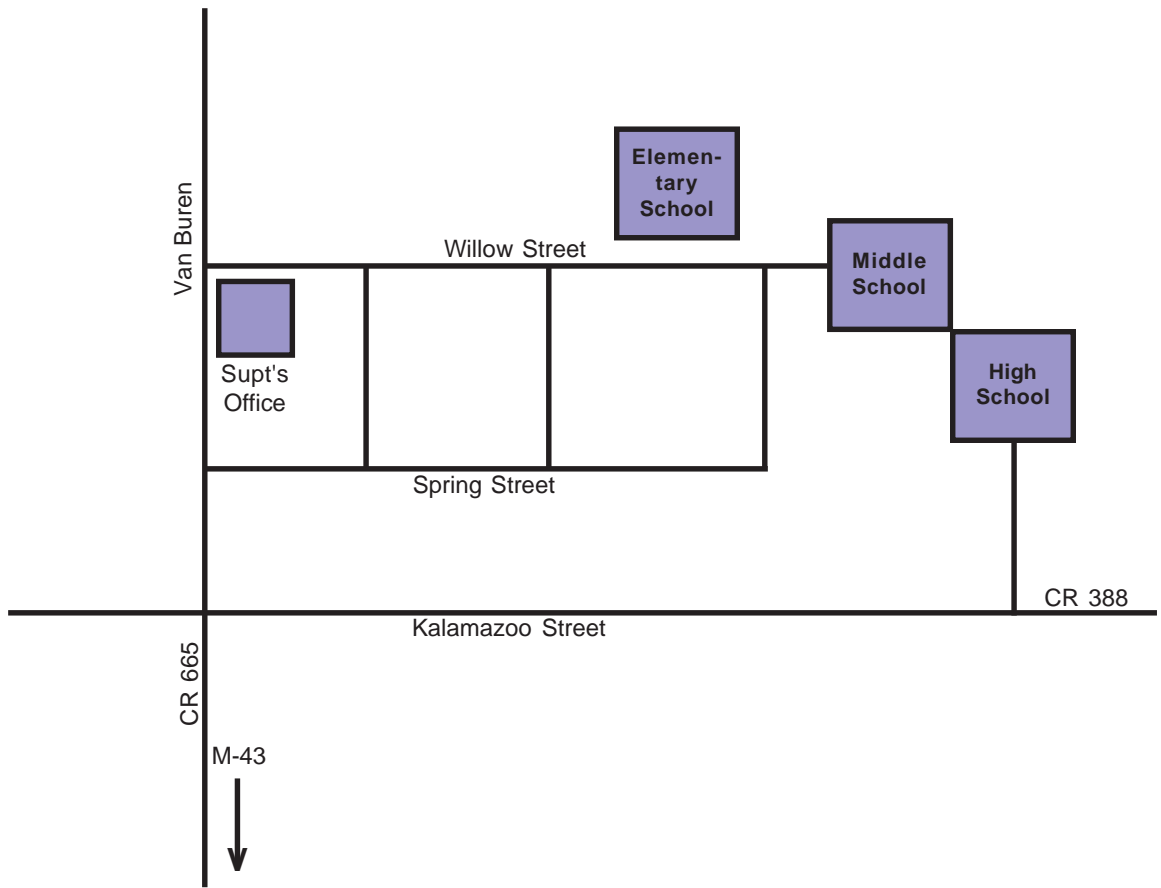 Elemen-
tary
School
Van Buren
Willow Street
Middle
School
Supt's
Office
High
School
Spring Street
CR 388
Kalamazoo Street
CR 665
M-43